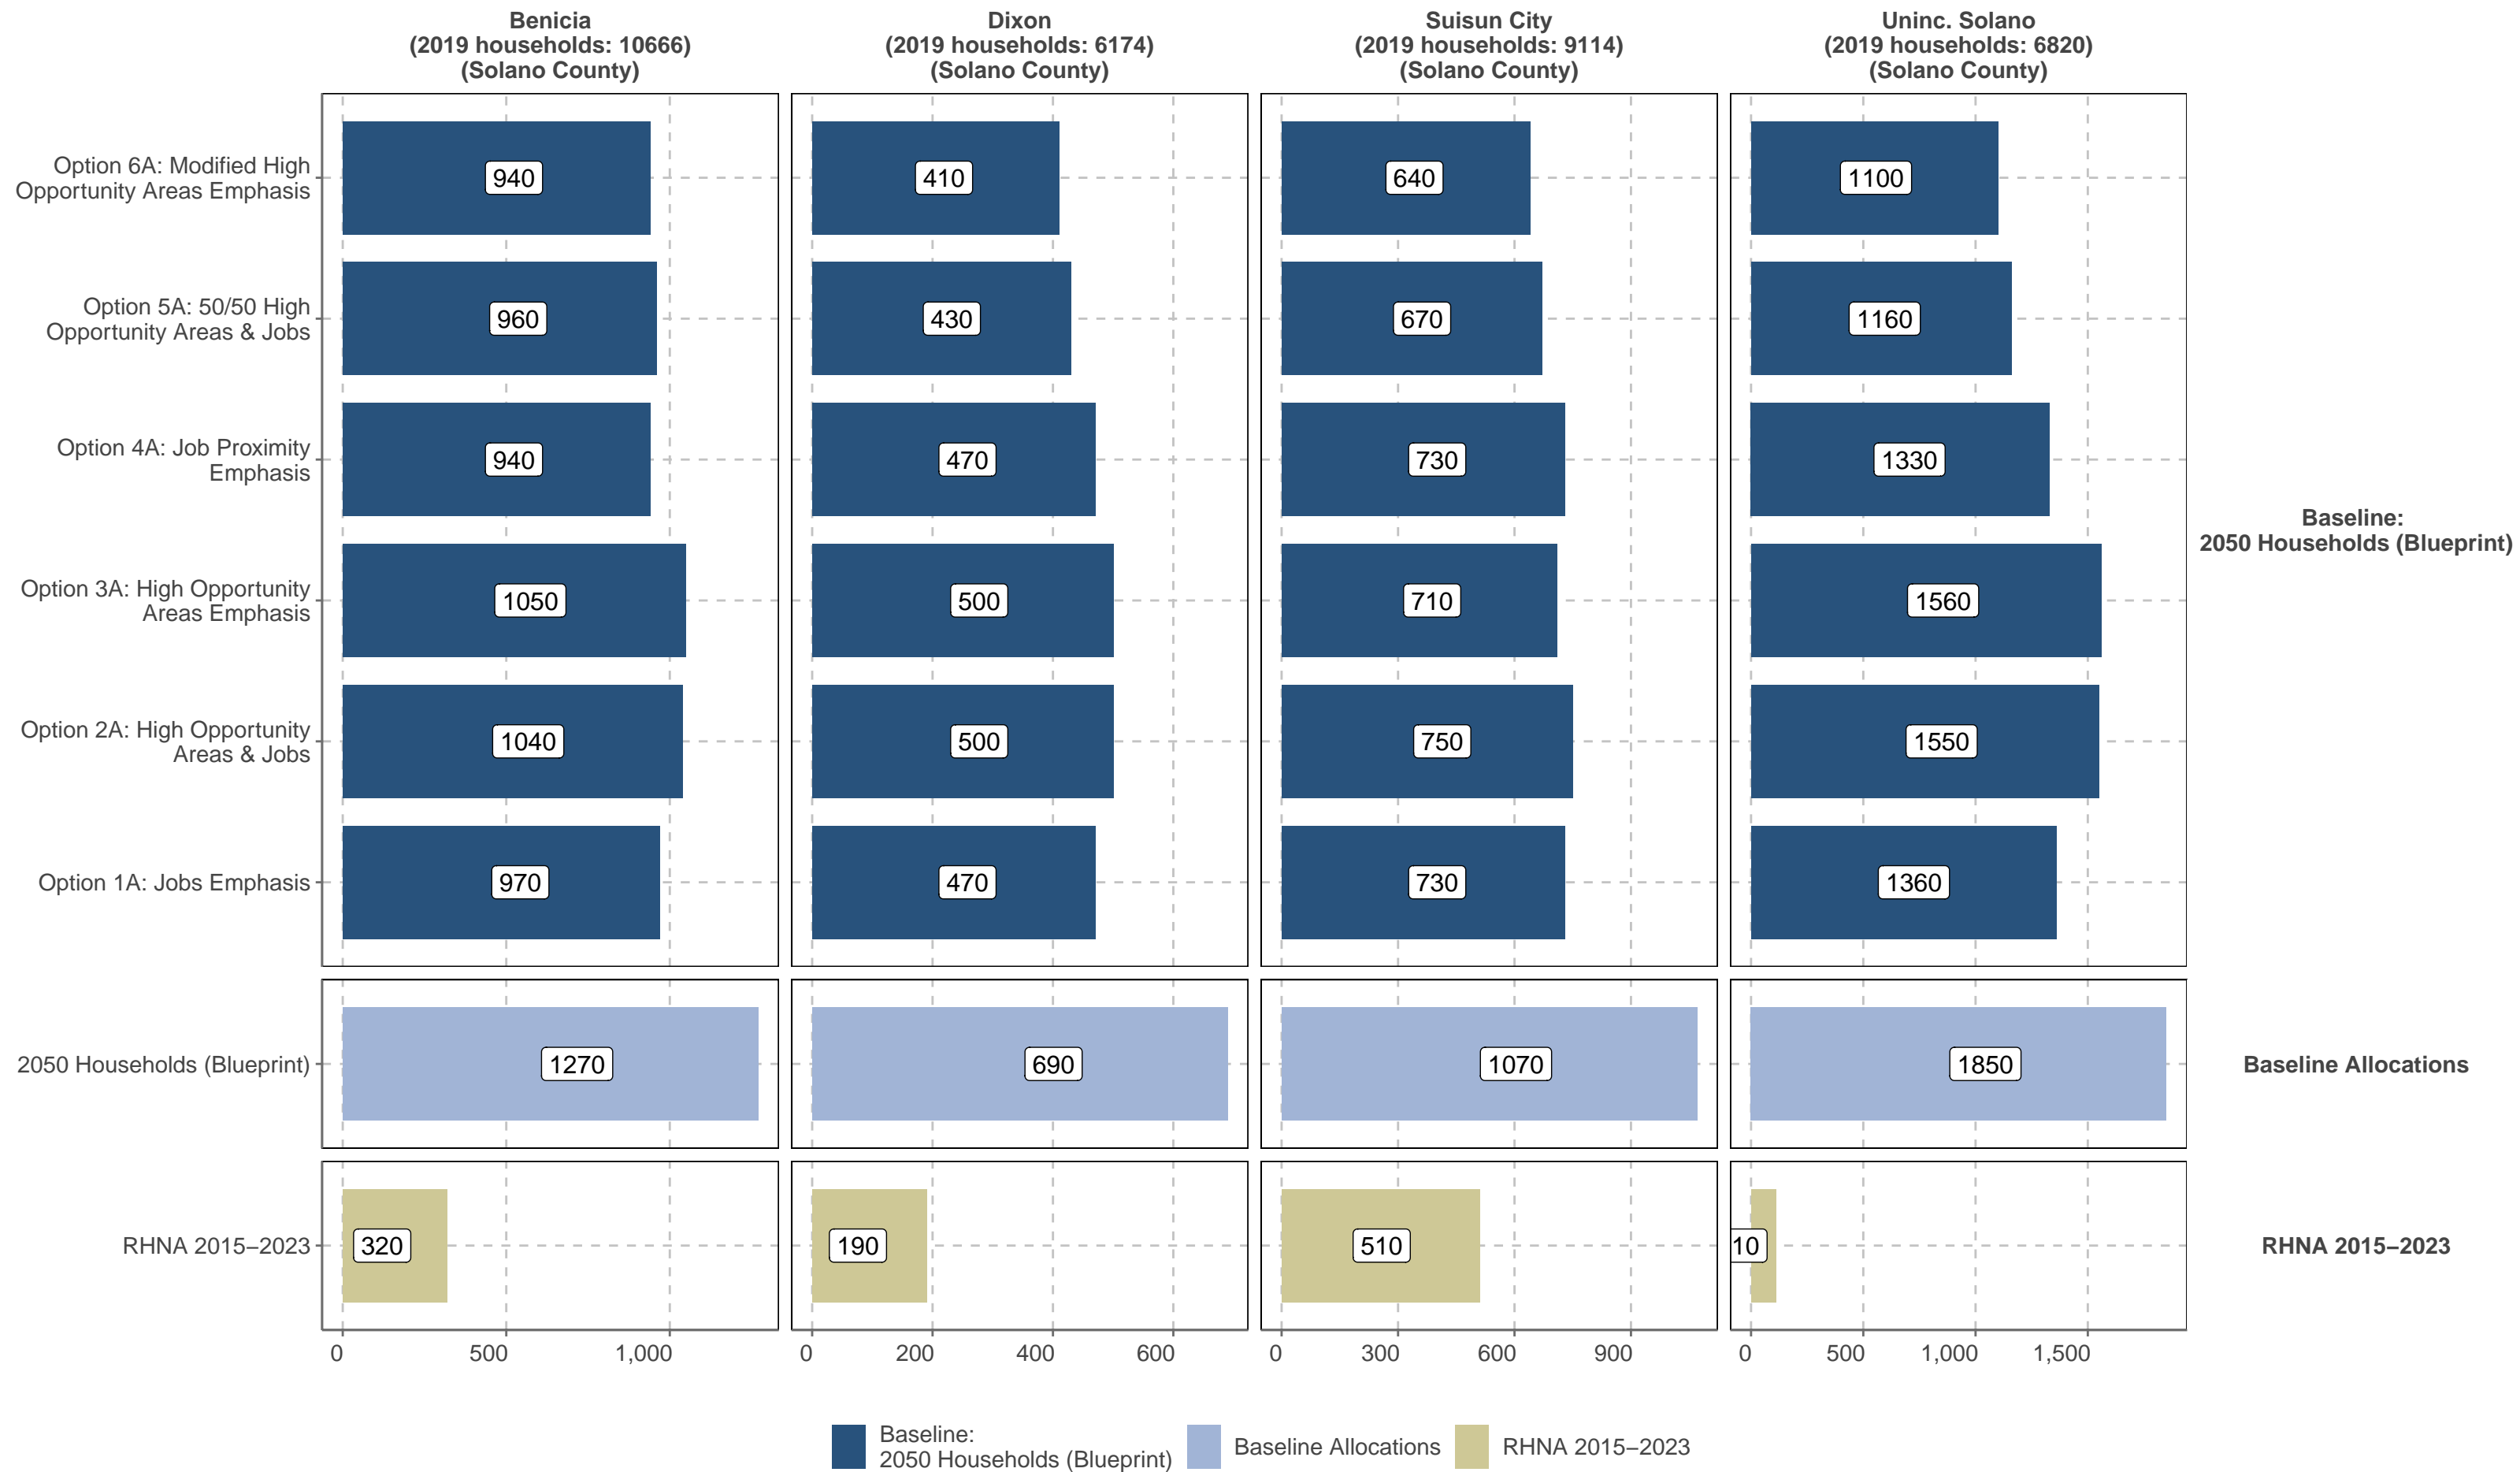 Benicia
(2019 households: 10666)
(Solano County)
Dixon
(2019 households: 6174)
(Solano County)
Suisun City
(2019 households: 9114)
(Solano County)
Uninc. Solano
(2019 households: 6820)
(Solano County)
Option 6A: Modified High
Opportunity Areas Emphasis
940
410
640
1100
Option 5A: 50/50 High
Opportunity Areas & Jobs
960
430
670
1160
Option 4A: Job Proximity
Emphasis
940
470
730
1330
Option 3A: High Opportunity
Areas Emphasis
1050
500
710
1560
Option 2A: High Opportunity
Areas & Jobs
1040
500
750
1550
Option 1A: Jobs Emphasis
970
470
730
1360
Baseline:
2050 Households (Blueprint)
2050 Households (Blueprint)
1270
690
1070
1850
Baseline Allocations
RHNA 2015–2023
320
190
510
10
RHNA 2015–2023
0 500 1,000
0 200 400 600
0 300 600 900
0 500 1,000 1,500
Baseline:
2050 Households (Blueprint)
Baseline Allocations
RHNA 2015–2023